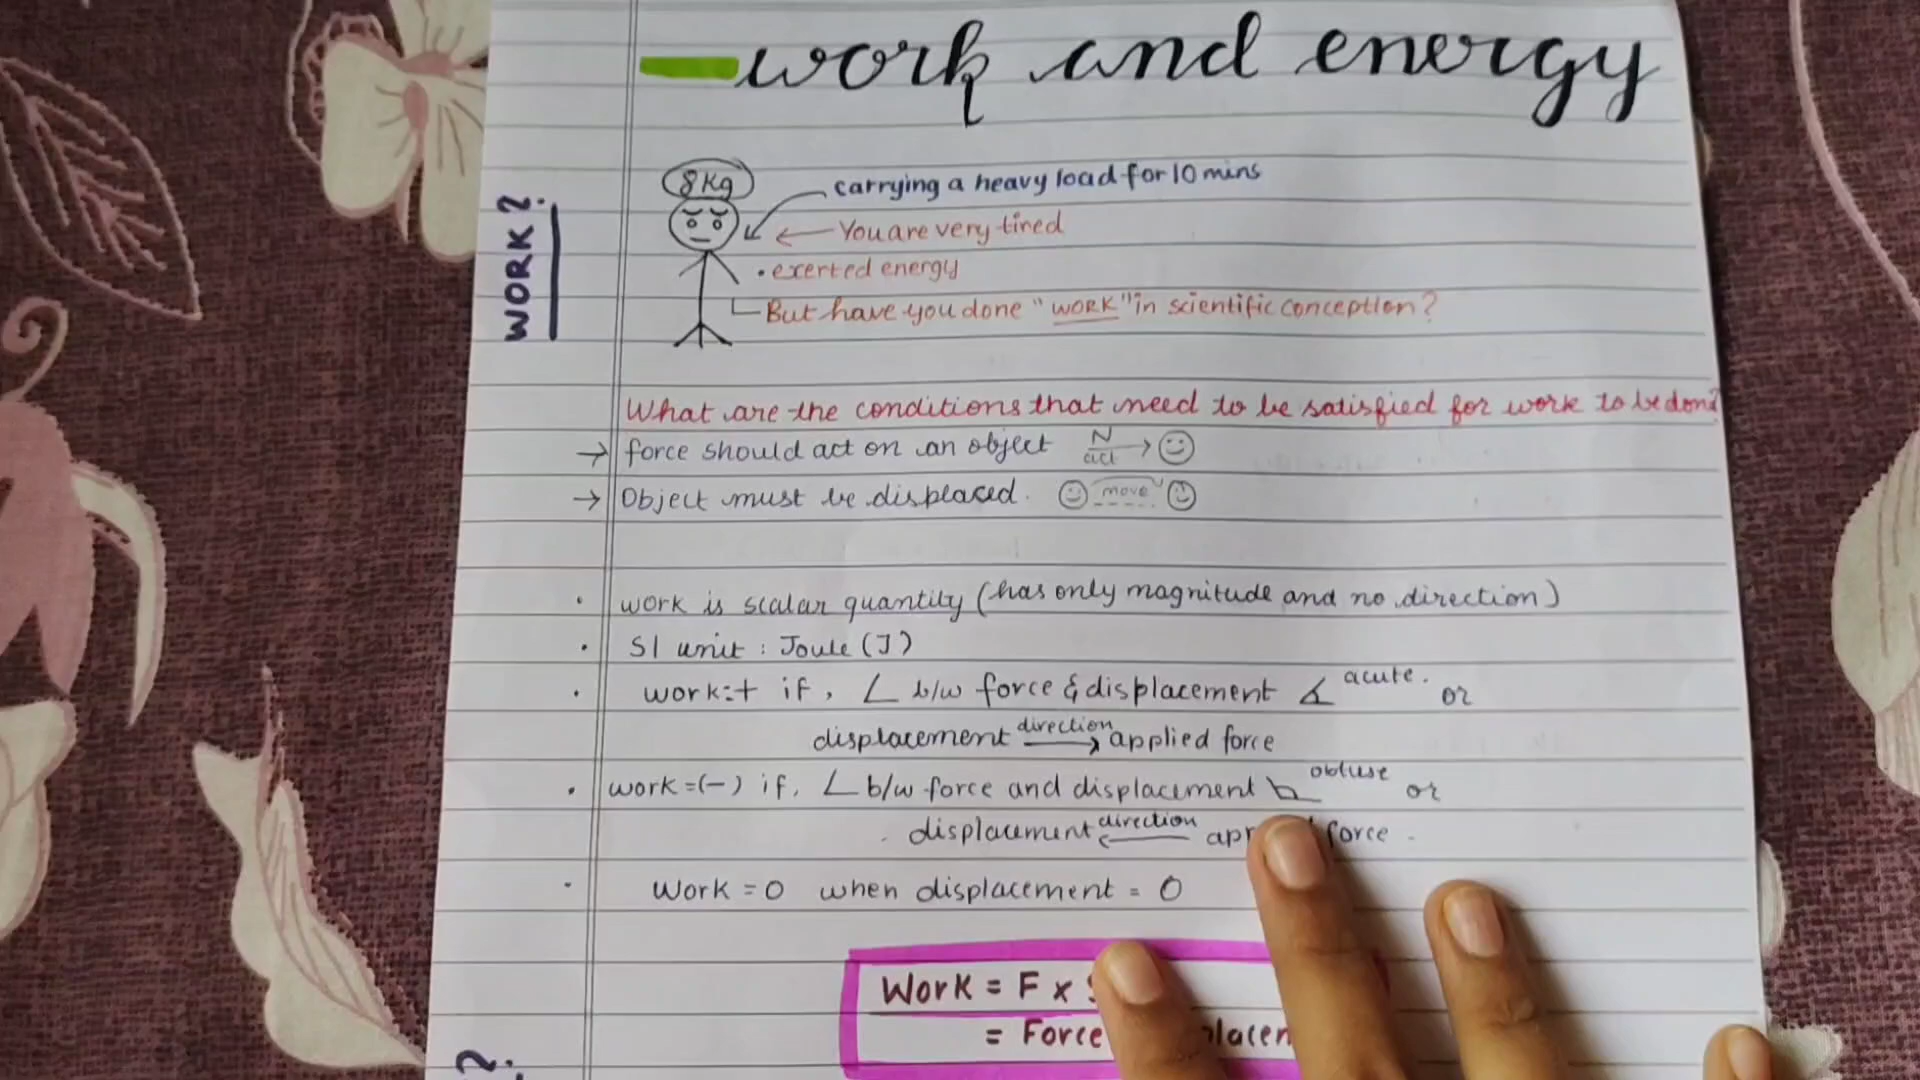 work and energy
WORK?
8Kg
carrying a heavy load for 10 mins
You are very tired
• exerted energy
But have you done "WORK" in scientific conception?
What are the conditions that need to be satisfied for work to be done?
→ force should act on an object N act → 
→ Object must be displaced. move
• work is scalar quantity (has only magnitude and no direction)
• SI unit : Joule (J)
• work:+ if, ∠ b/w force & displacement acute. or
displacement direction → applied force
• work=(-) if, ∠ b/w force and displacement obtuse or
displacement direction ← force
• Work = 0 when displacement = 0
Work = F x
= Force